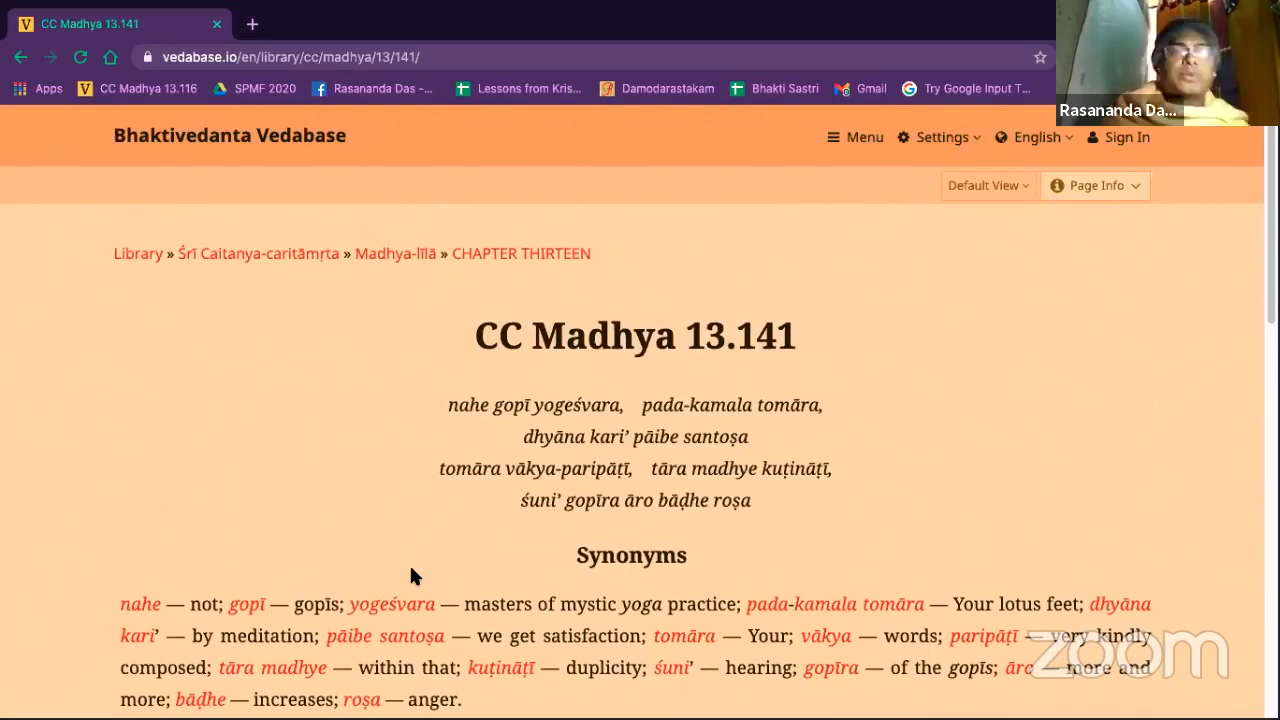 CC Madhya 13.141
vedabase.io/en/library/cc/madhya/13/141/
Apps CC Madhya 13.116 SPMF 2020 Rasananda Das -... Lessons from Kris... Damodarastakam Bhakti Sastri Gmail Try Google Input T...
Rasananda Da...
Bhaktivedanta Vedabase Menu Settings English Sign In
Default View Page Info
Library » Śrī Caitanya-caritāmṛta » Madhya-līlā » CHAPTER THIRTEEN
CC Madhya 13.141
nahe gopī yogeśvara, pada-kamala tomāra,
dhyāna kari’ pāibe santoṣa
tomāra vākya-paripāṭī, tāra madhye kuṭināṭī,
śuni’ gopīra āro bāḍhe roṣa
Synonyms
nahe — not; gopī — gopīs; yogeśvara — masters of mystic yoga practice; pada-kamala tomāra — Your lotus feet; dhyāna
kari’ — by meditation; pāibe santoṣa — we get satisfaction; tomāra — Your; vākya — words; paripāṭī — very kindly
composed; tāra madhye — within that; kuṭināṭī — duplicity; śuni’ — hearing; gopīra — of the gopīs; āro — more and
more; bāḍhe — increases; roṣa — anger.
zoom